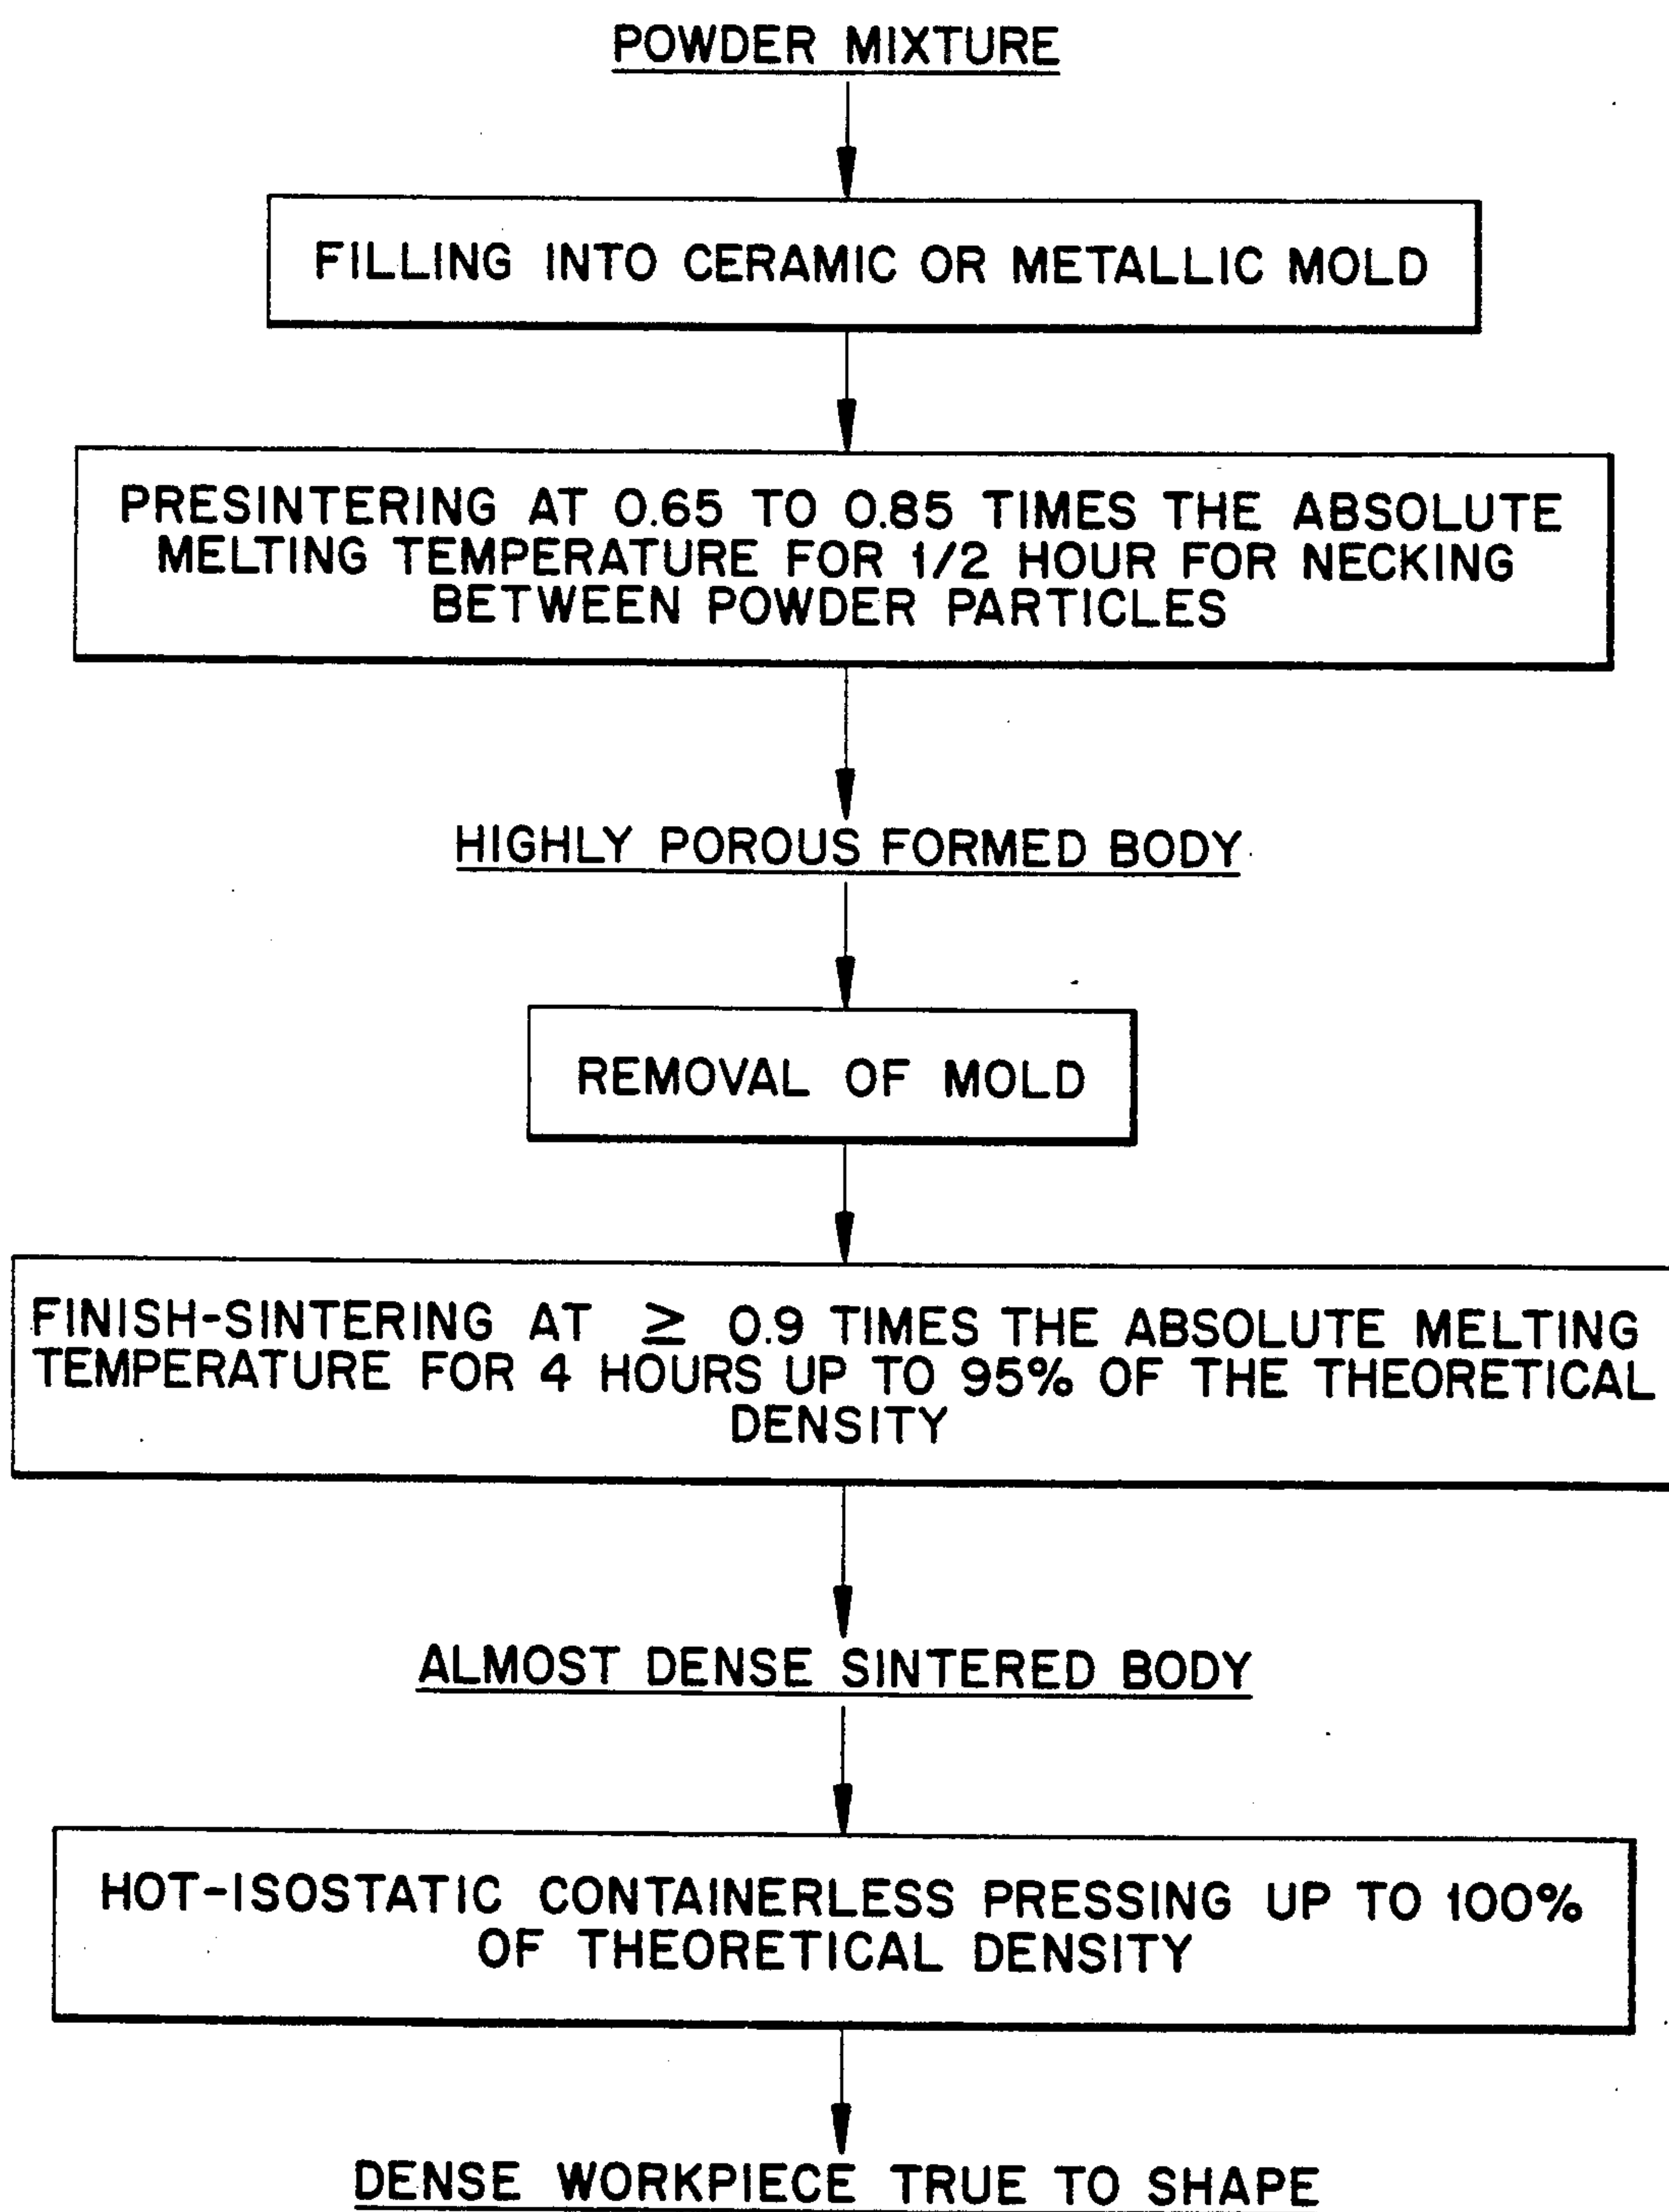 POWDER MIXTURE
FILLING INTO CERAMIC OR METALLIC MOLD
PRESINTERING AT 0.65 TO 0.85 TIMES THE ABSOLUTE
MELTING TEMPERATURE FOR 1/2 HOUR FOR NECKING
BETWEEN POWDER PARTICLES
HIGHLY POROUS FORMED BODY
REMOVAL OF MOLD
FINISH-SINTERING AT ≥ 0.9 TIMES THE ABSOLUTE MELTING
TEMPERATURE FOR 4 HOURS UP TO 95% OF THE THEORETICAL
DENSITY
ALMOST DENSE SINTERED BODY
HOT-ISOSTATIC CONTAINERLESS PRESSING UP TO 100%
OF THEORETICAL DENSITY
DENSE WORKPIECE TRUE TO SHAPE